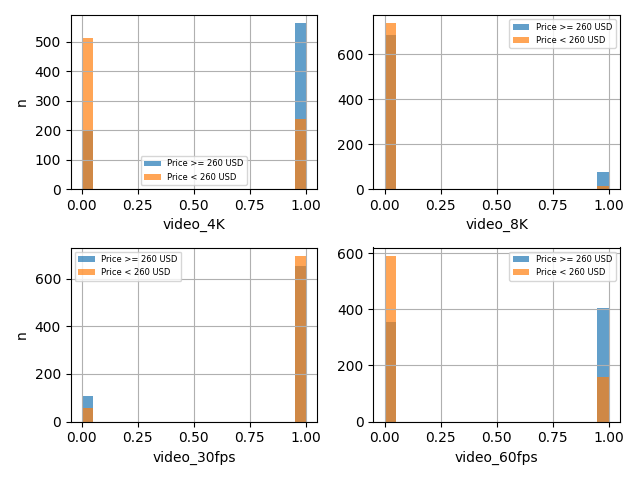 500
400
300
200
100
0
n
Price >= 260 USD
Price < 260 USD
0.00 0.25 0.50 0.75 1.00
video_4K
600
400
200
0
Price >= 260 USD
Price < 260 USD
0.00 0.25 0.50 0.75 1.00
video_8K
600
400
200
0
n
Price >= 260 USD
Price < 260 USD
0.00 0.25 0.50 0.75 1.00
video_30fps
600
400
200
0
Price >= 260 USD
Price < 260 USD
0.00 0.25 0.50 0.75 1.00
video_60fps